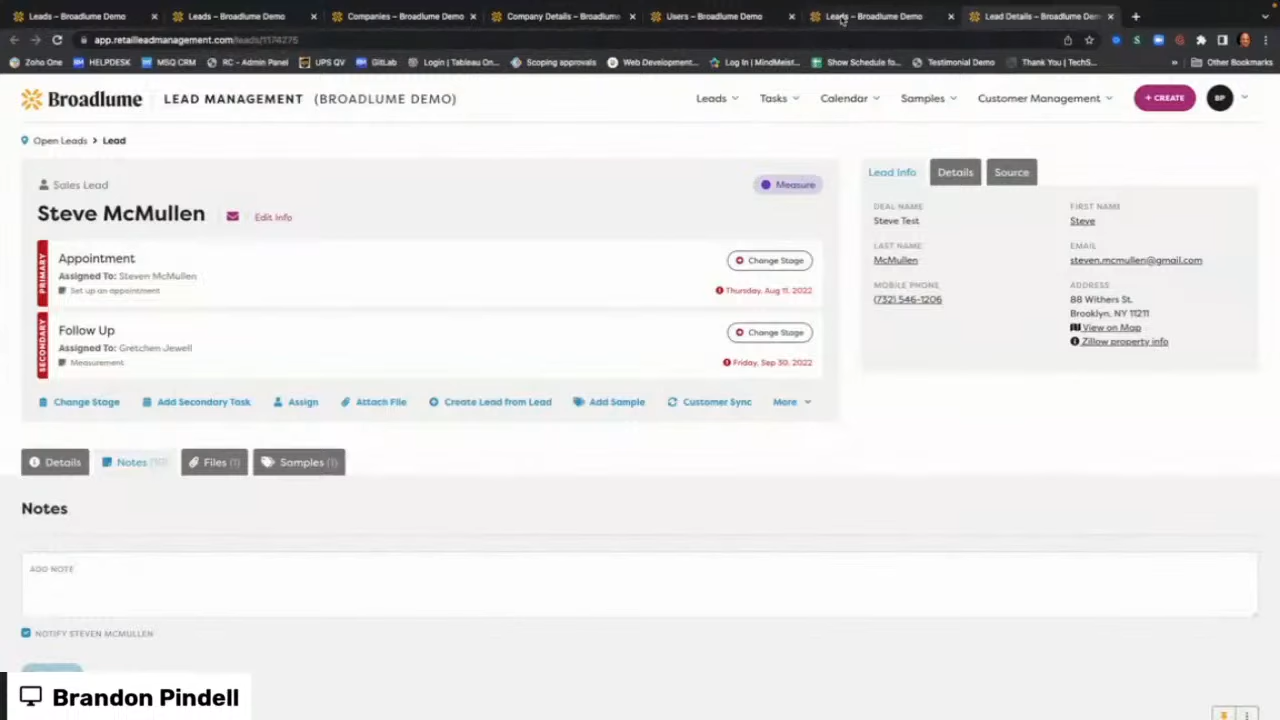 Leads – Broadlume Demo
Leads – Broadlume Demo
Companies – Broadlume Demo
Company Details – Broadlume
Users – Broadlume Demo
Leads – Broadlume Demo
Lead Details – Broadlume Dem
app.retailleadmanagement.com/leads/1174275
Zoho One
HELPDESK
MSQ CRM
RC - Admin Panel
UPS QV
GitLab
Login | Tableau On...
Scoping approvals
Web Development...
Log In | MindMeist...
Show Schedule fo...
Testimonial Demo
Thank You | TechS...
»
Other Bookmarks
Broadlume LEAD MANAGEMENT (BROADLUME DEMO)
Leads
Tasks
Calendar
Samples
Customer Management
+ CREATE
BP
Open Leads > Lead
Sales Lead
Measure
Steve McMullen
Edit Info
PRIMARY
Appointment
Assigned To: Steven McMullen
Set up an appointment
Change Stage
Thursday, Aug 11, 2022
SECONDARY
Follow Up
Assigned To: Gretchen Jewell
Measurement
Change Stage
Friday, Sep 30, 2022
Change Stage
Add Secondary Task
Assign
Attach File
Create Lead from Lead
Add Sample
Customer Sync
More
Lead Info
Details
Source
DEAL NAME
Steve Test
FIRST NAME
Steve
LAST NAME
McMullen
EMAIL
steven.mcmullen@gmail.com
MOBILE PHONE
(732) 546-1206
ADDRESS
88 Withers St.
Brooklyn, NY 11211
View on Map
Zillow property info
Details
Notes
Files (1)
Samples (1)
Notes
ADD NOTE
NOTIFY STEVEN MCMULLEN
Brandon Pindell